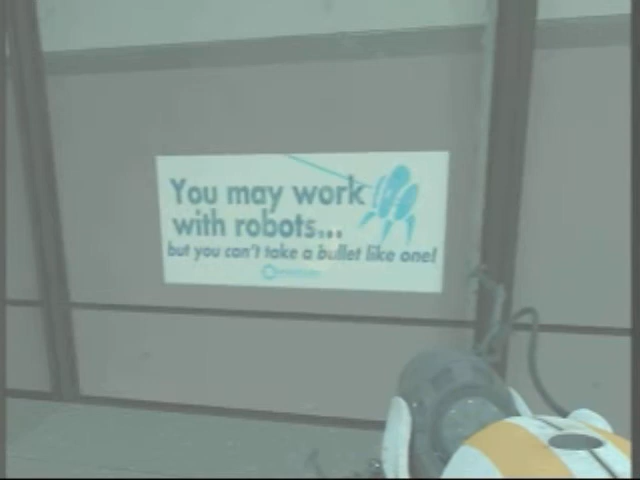 You may work
with robots...
but you can't take a bullet like one!